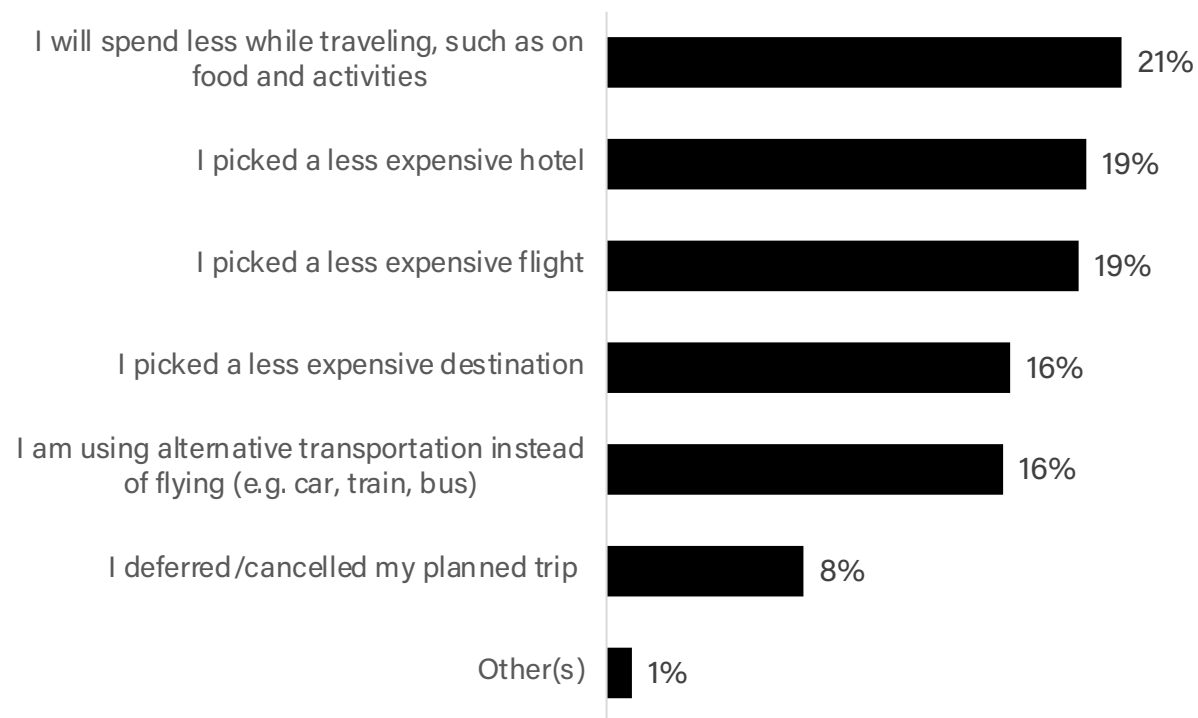 I will spend less while traveling, such as on
food and activities
21%
I picked a less expensive hotel
19%
I picked a less expensive flight
19%
I picked a less expensive destination
16%
I am using alternative transportation instead
of flying (e.g. car, train, bus)
16%
I deferred/cancelled my planned trip
8%
Other(s)
1%